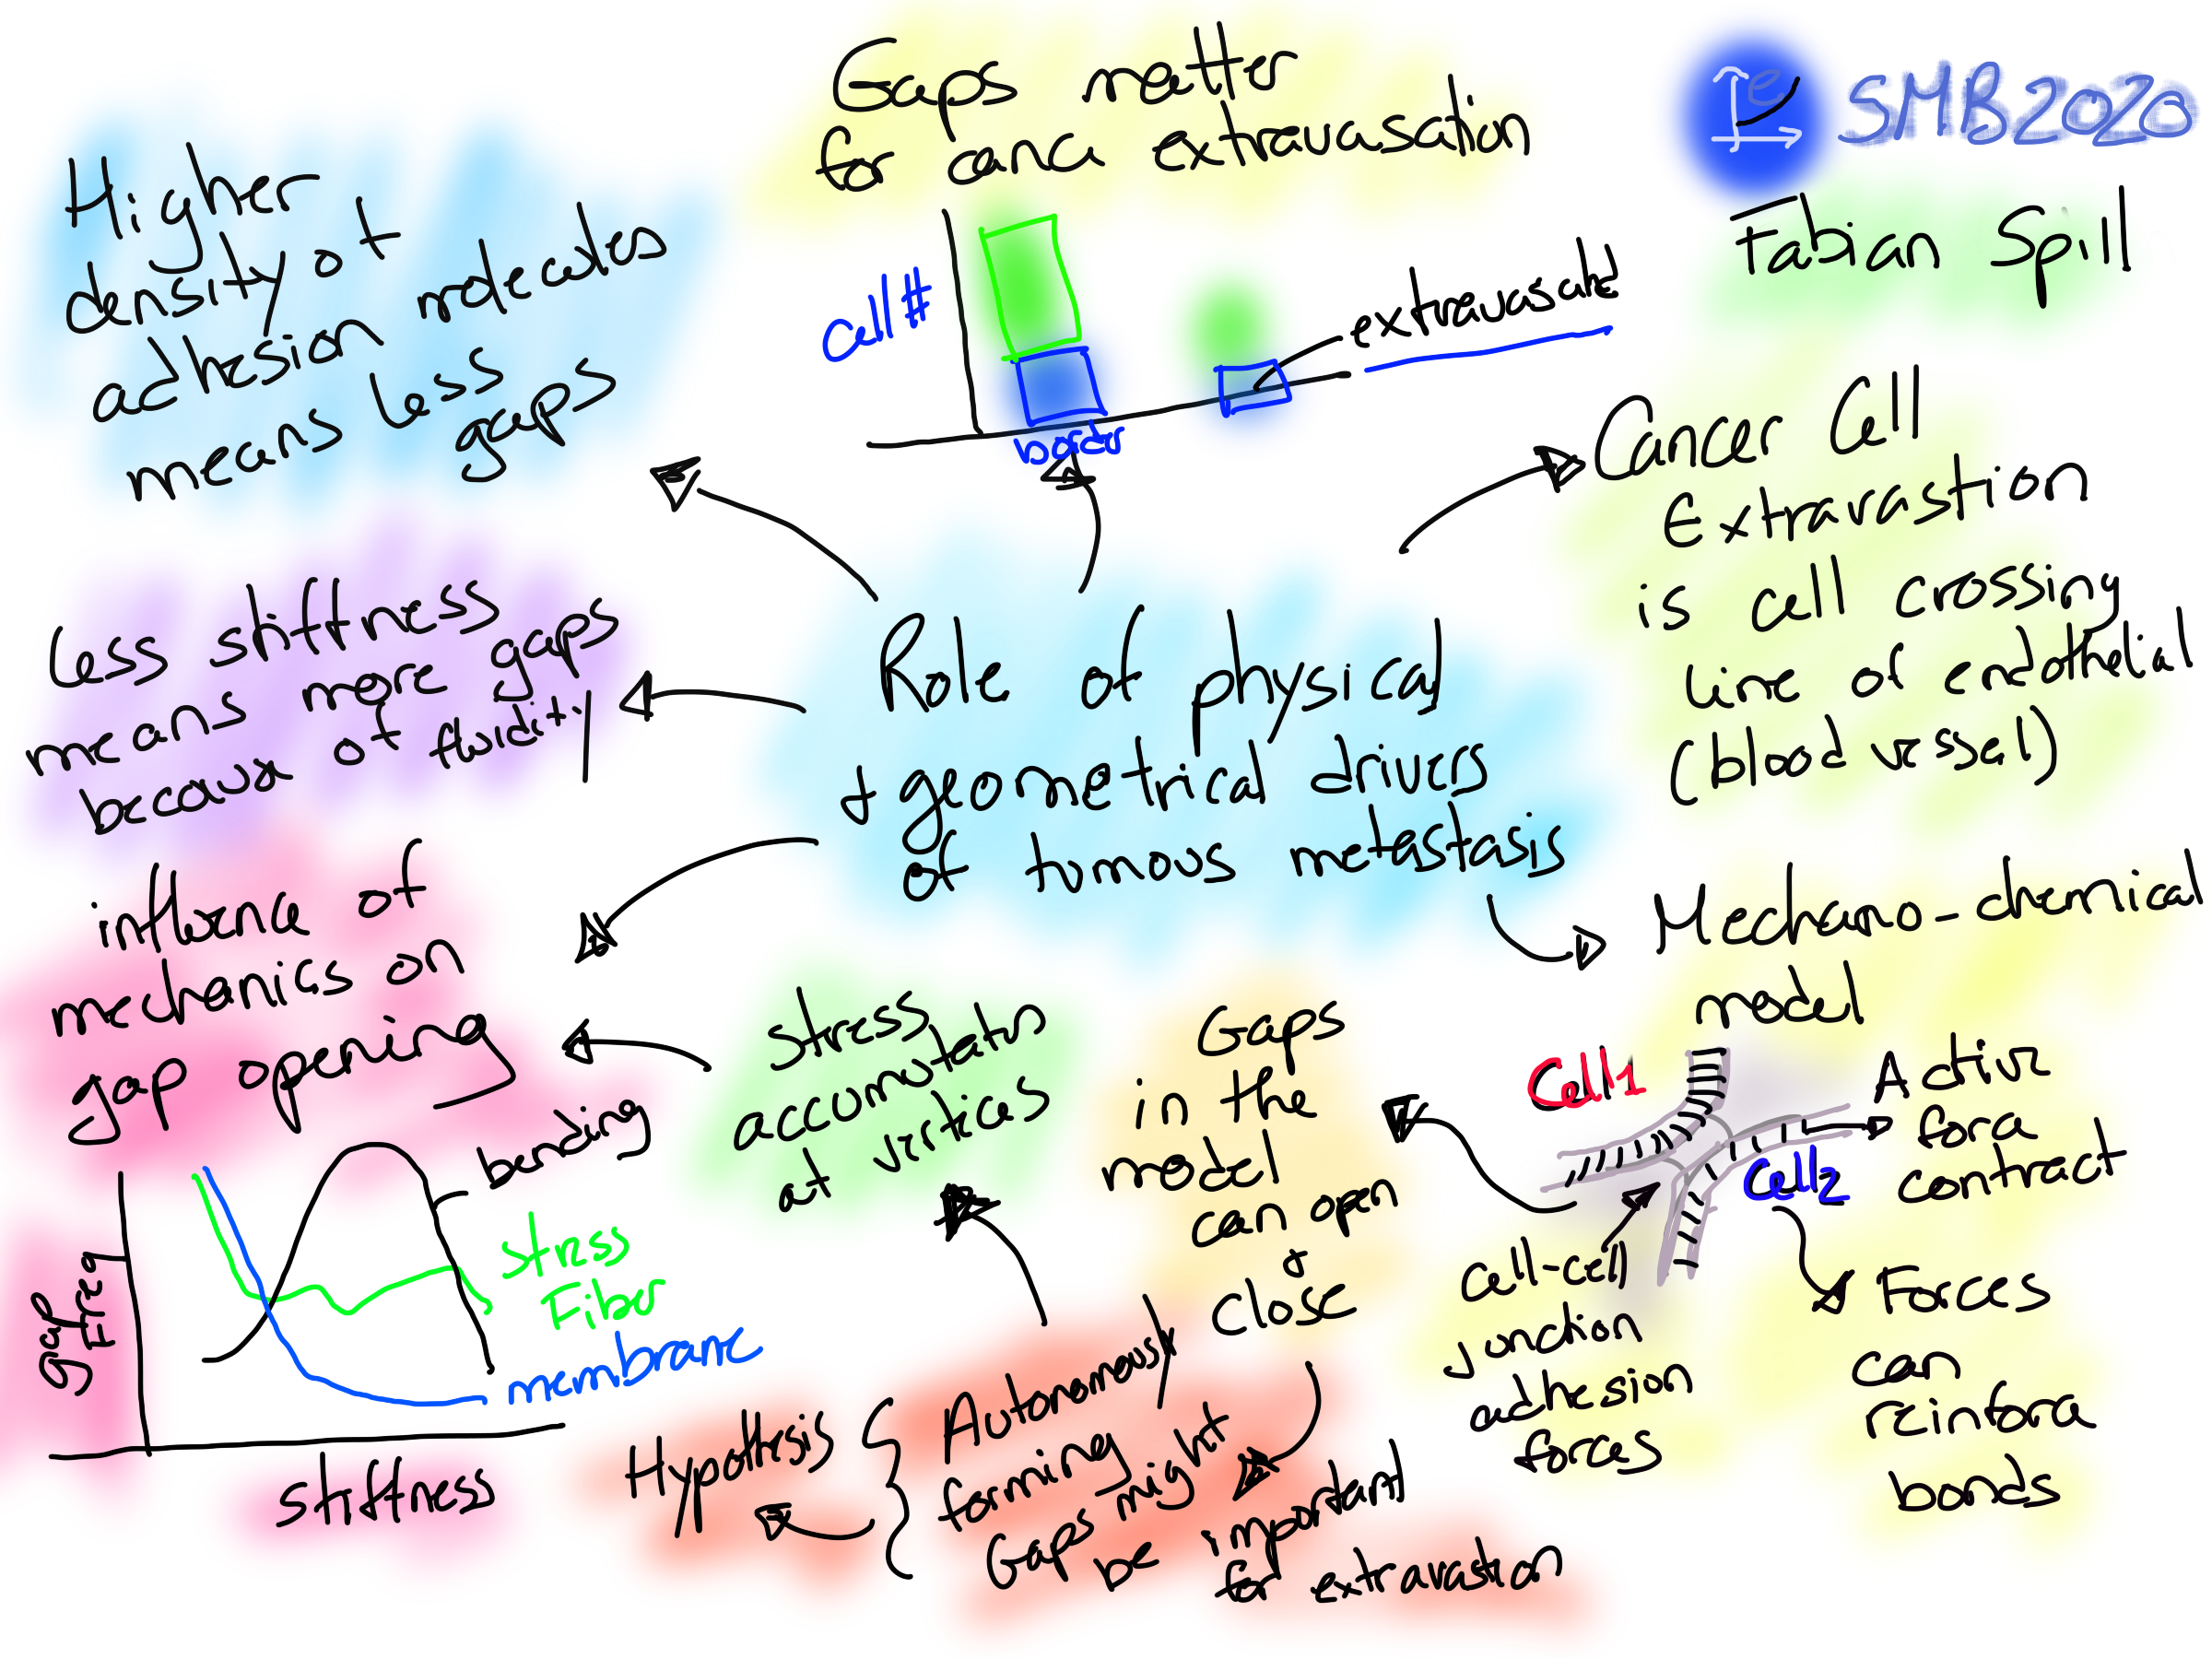 Gaps matter
for canca extravasation
SMB2020
Fabian Spill
Higher
density of
adhesion molecules
means less
gaps
cell #
extravasated
border
Cancer Cell
Extravastion
is cell crossing
line of endothelial
(blood vessel)
Less stiffness
means more gaps
because of fluidity
Role of physical
+ geometrical drivers
of tumous metastasis
influence of
mechanics on
gap opening
bending
stress
Fiber
membrane
gap
Freq
stiffness
stress
accumulates
at vertices
Gaps
in the
model
can open
+
close
Mechano-chemical
model
Cell1
Cell2
Active
force
contract
cell-cell
junction
adhesion
forces
Forces
can
reinforce
bonds
Hypothesis
Autonomously
forming
Gaps might
be important
for extravastion